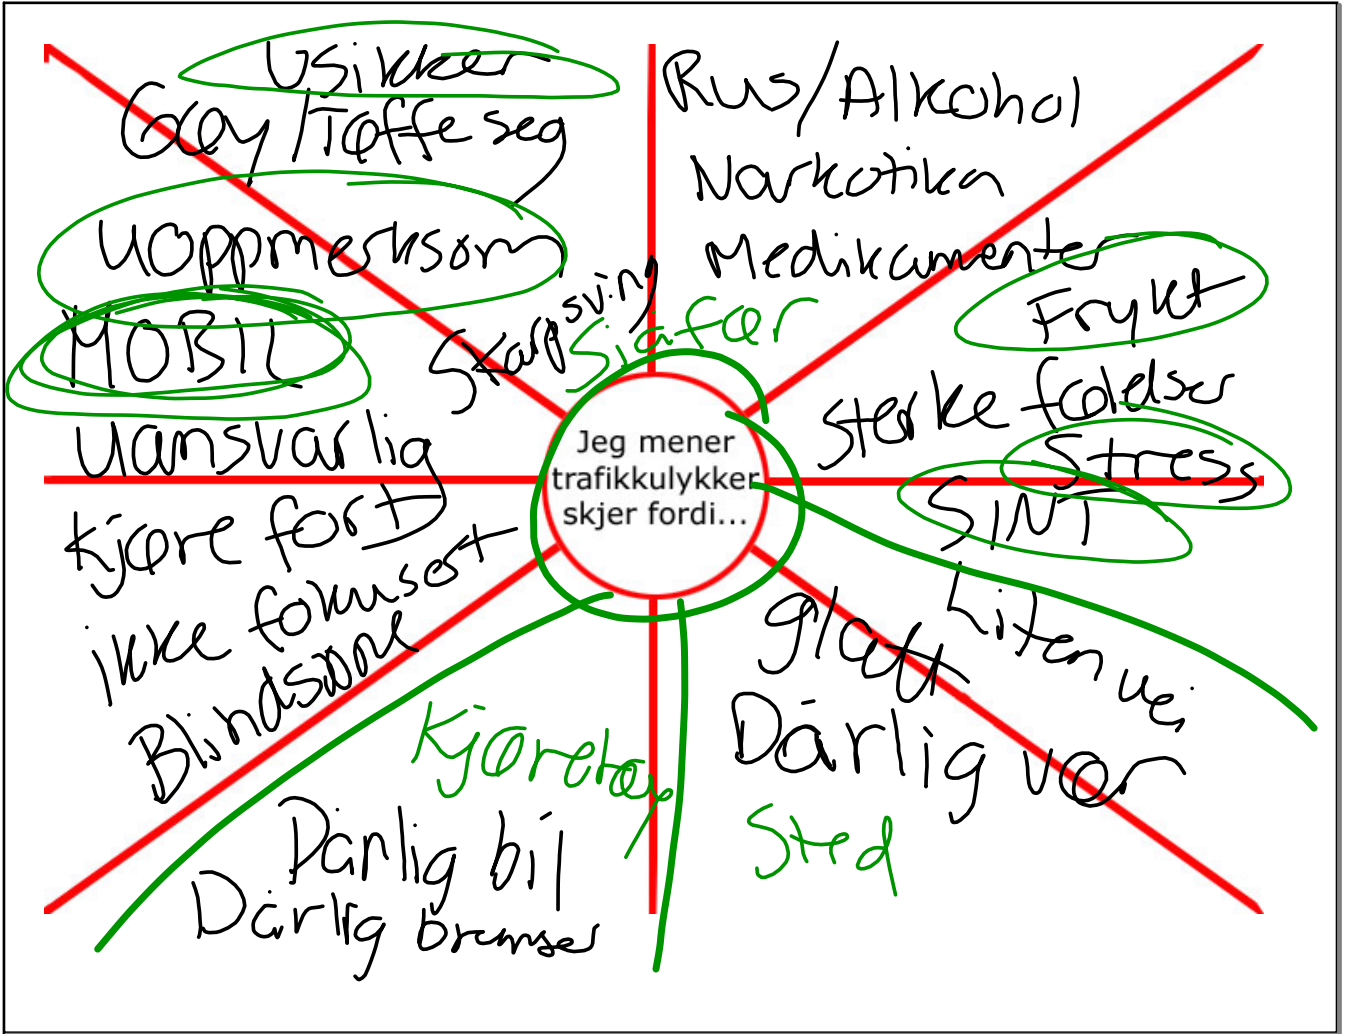 Usikker
Gøy/Tøffe seg
Uoppmerksom
MOBIL
Uansvarlig
Kjøre fort
ikke fokusert
Blindsone
Skarpsving
Rus/Alkohol
Narkotika
Medikamenter
Frykt
Sterke følelser
Stress
SINT
Sjåfør
Jeg mener
trafikkulykker
skjer fordi...
Liten vei
glatt
Dårlig vær
Sted
Kjøretøy
Dårlig bil
Dårlig bremser